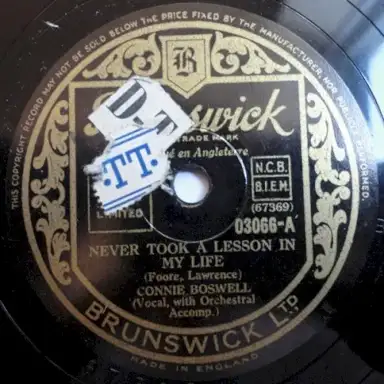 THIS COPYRIGHT RECORD MAY NOT BE SOLD BELOW THE PRICE FIXED BY THE MANUFACTURER, NOR PUBLICLY PERFORMED
B
Brunswick
D-T
TRADE MARK
TT
en Angleterre
N.C.B.
B.I.E.M.
LIMITED
(67369)
03066-A
NEVER TOOK A LESSON IN
MY LIFE
(Foore, Lawrence)
CONNIE BOSWELL
(Vocal, with Orchestral
Accomp.)
BRUNSWICK LTD
MADE IN ENGLAND